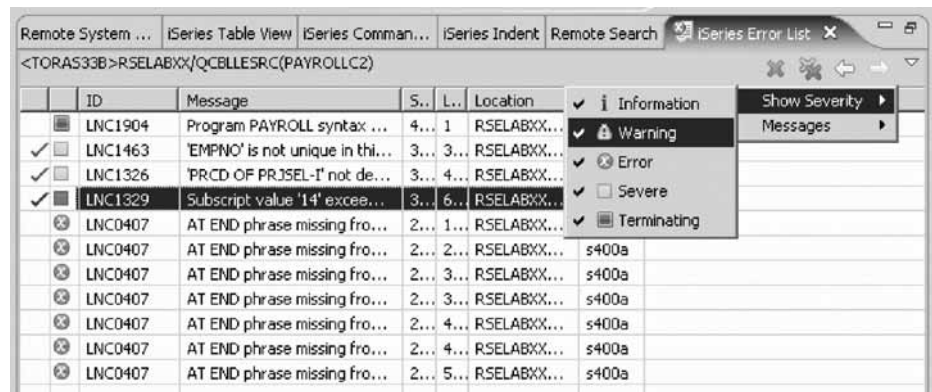 Remote System ... iSeries Table View iSeries Comman... iSeries Indent Remote Search iSeries Error List
<TORAS33B>RSELABXX/QCBLLESRC(PAYROLLC2)
ID Message S.. L.. Location
Show Severity
Messages
Information
Warning
Error
Severe
Terminating
LNC1904 Program PAYROLL syntax ... 4... 1 RSELABXX...
LNC1463 'EMPNO' is not unique in thi... 3... 3... RSELABXX...
LNC1326 'PRCD OF PRJSEL-I' not de... 3... 4... RSELABXX...
LNC1329 Subscript value '14' excee... 3... 6... RSELABXX...
LNC0407 AT END phrase missing fro... 2... 1... RSELABXX...
LNC0407 AT END phrase missing fro... 2... 2... RSELABXX... s400a
LNC0407 AT END phrase missing fro... 2... 3... RSELABXX... s400a
LNC0407 AT END phrase missing fro... 2... 3... RSELABXX... s400a
LNC0407 AT END phrase missing fro... 2... 4... RSELABXX... s400a
LNC0407 AT END phrase missing fro... 2... 4... RSELABXX... s400a
LNC0407 AT END phrase missing fro... 2... 5... RSELABXX... s400a